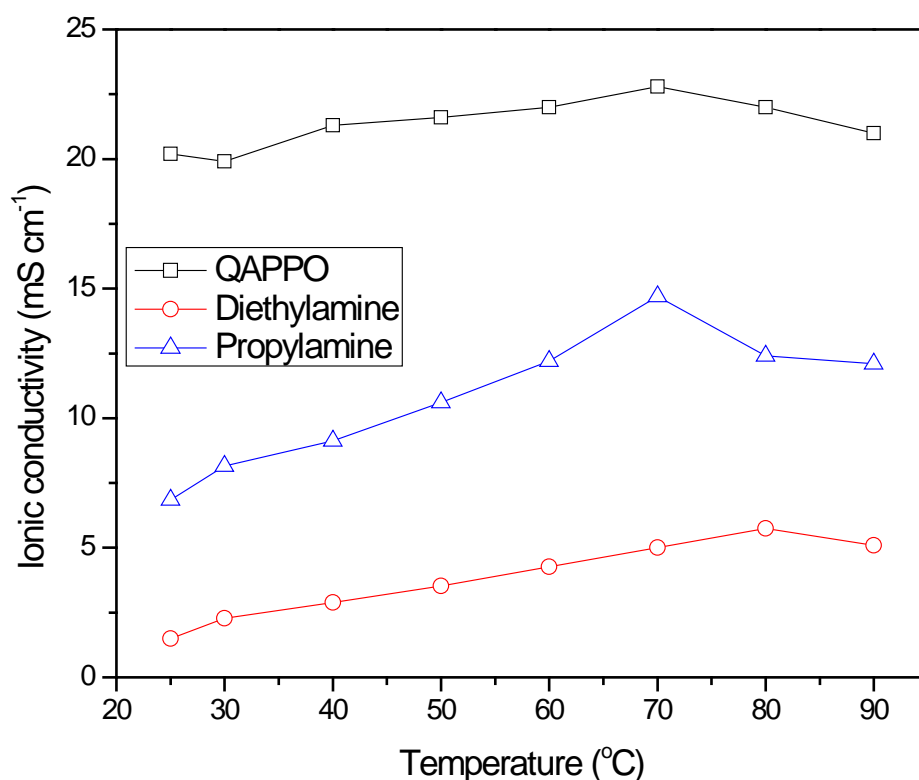 25
20
15
10
5
0
Ionic conductivity (mS cm⁻¹)
QAPPO
Diethylamine
Propylamine
20 30 40 50 60 70 80 90
Temperature (°C)